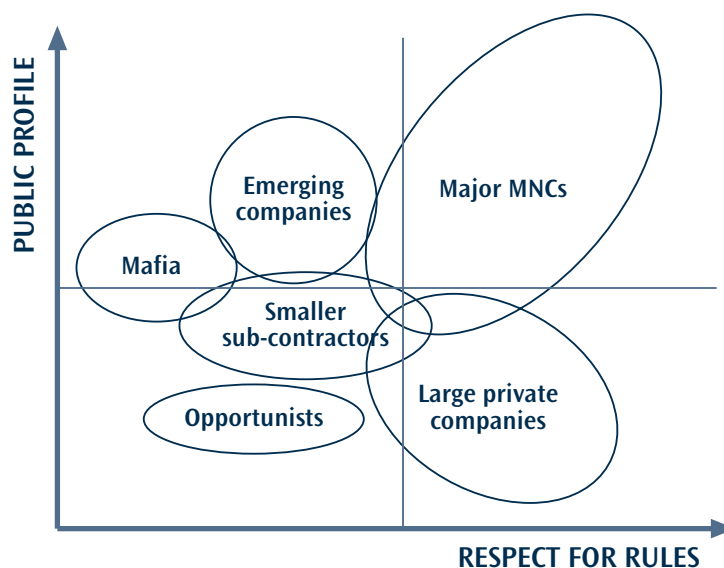 PUBLIC PROFILE
Emerging
companies
Major MNCs
Mafia
Smaller
sub-contractors
Large private
companies
Opportunists
RESPECT FOR RULES